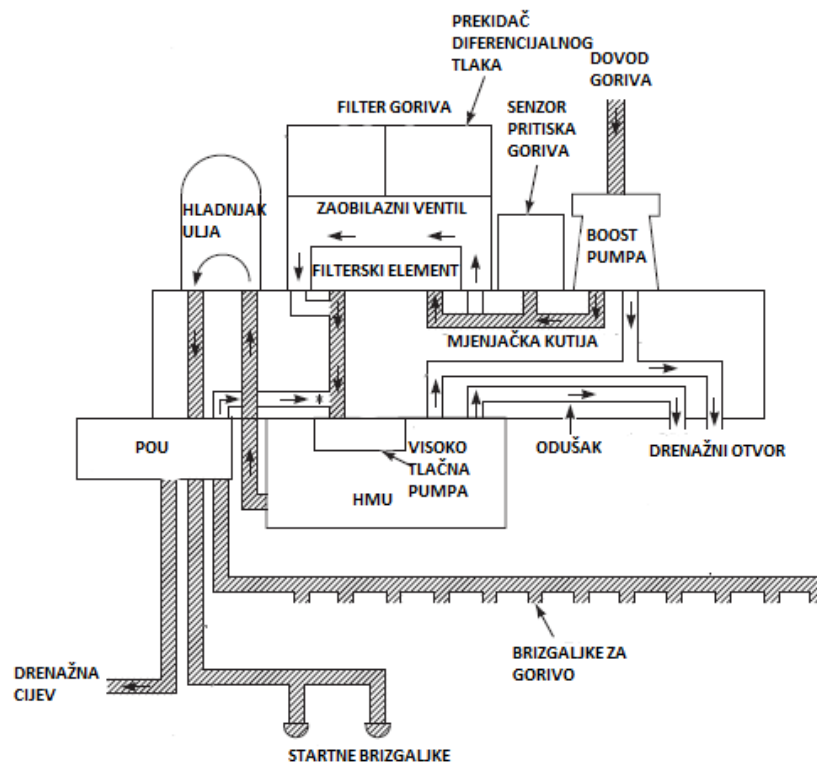 PREKIDAČ
DIFERENCIJALNOG
TLAKA
DOVOD
GORIVA
FILTER GORIVA
SENZOR
PRITISKA
GORIVA
HLADNJAK
ULJA
ZAOBILAZNI VENTIL
BOOST
PUMPA
FILTERSKI ELEMENT
MJENJAČKA KUTIJA
POU
VISOKO
TLAČNA
PUMPA
ODUŠAK
DRENAŽNI OTVOR
HMU
BRIZGALJKE ZA
GORIVO
DRENAŽNA
CIJEV
STARTNE BRIZGALJKE